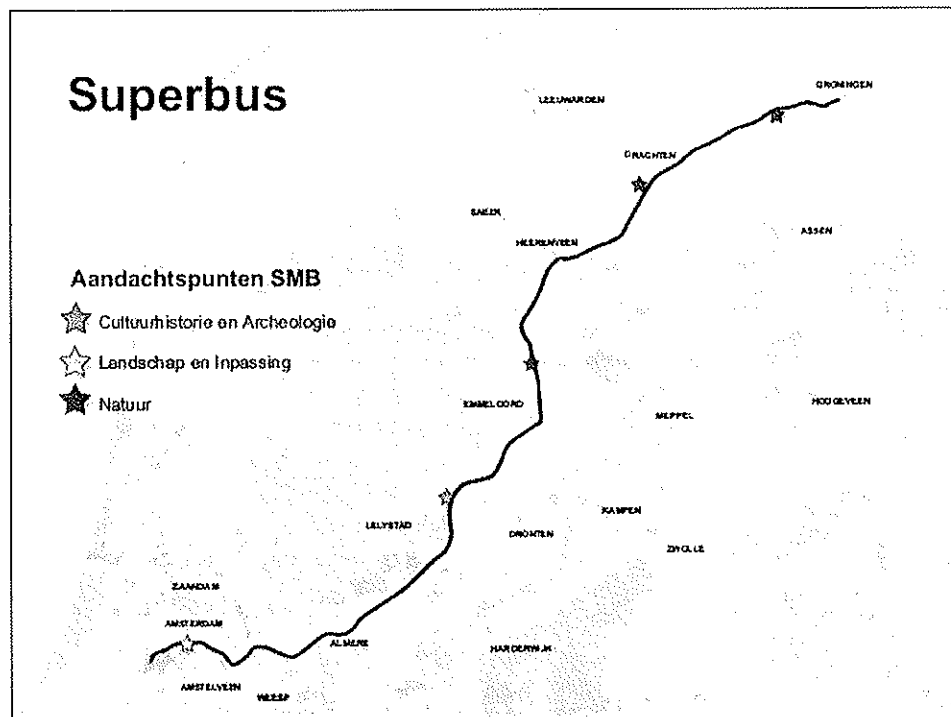 Superbus
GRONINGEN
LEEUWARDEN
DRACHTEN
SNEEK
ASSEN
HEERENVEEN
Aandachtspunten SMB
Cultuurhistorie en Archeologie
Landschap en Inpassing
Natuur
EMMELOORD
MEPPEL
HOOGEVEEN
KAMPEN
LELYSTAD
DRONTEN
ZWOLLE
ZAANDAM
AMSTERDAM
ALMERE
HARDERWIJK
AMSTELVEEN
WEESP